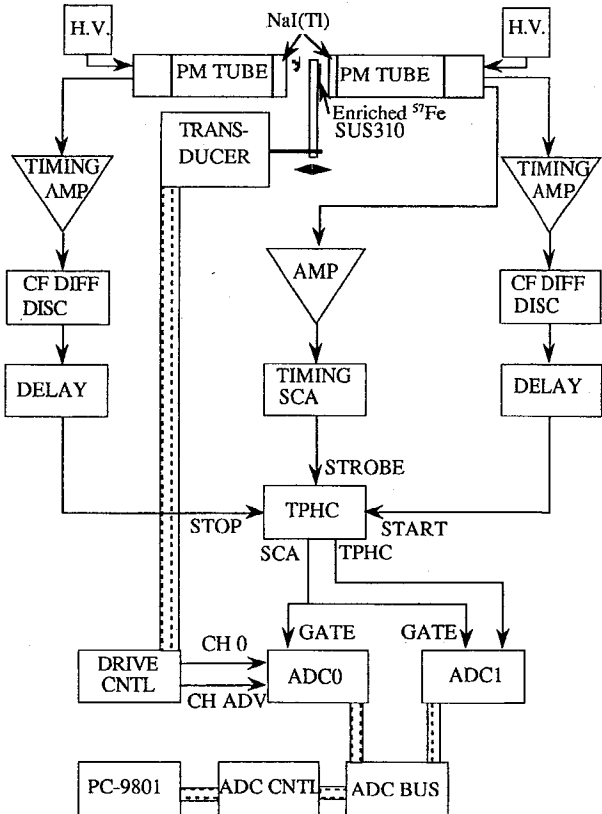 NaI(Tl)
H.V.
H.V.
PM TUBE
PM TUBE
Enriched ⁵⁷Fe
SUS310
TRANS-
DUCER
TIMING
AMP
TIMING
AMP
AMP
CF DIFF
DISC
CF DIFF
DISC
DELAY
TIMING
SCA
DELAY
STROBE
TPHC
STOP
START
SCA
TPHC
CH 0
GATE
GATE
DRIVE
CNTL
CH ADV
ADC0
ADC1
PC-9801
ADC CNTL
ADC BUS